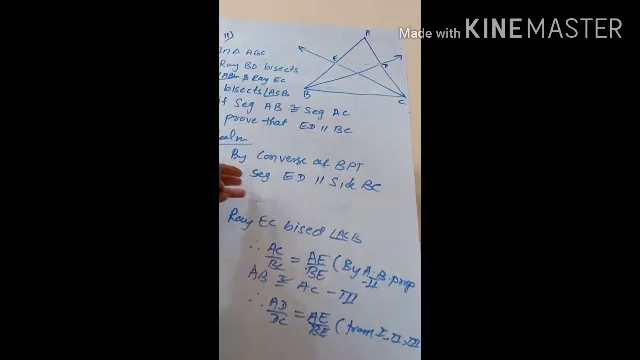 Made with KINEMASTER
11)
In Δ ABC
Ray BD bisects
∠ABC & Ray EC
bisects ∠ACB
if Seg AB ≅ Seg AC
prove that ED || BC
Soln
A
E
D
B
C
By Converse of BPT
Seg ED || Side BC
Ray EC bised ∠ACB
∴ AC/BC = AE/BE (By A.B. prop
- II
AB ≅ AC - III
∴ AD/DC = AE/BE (from I, II, III